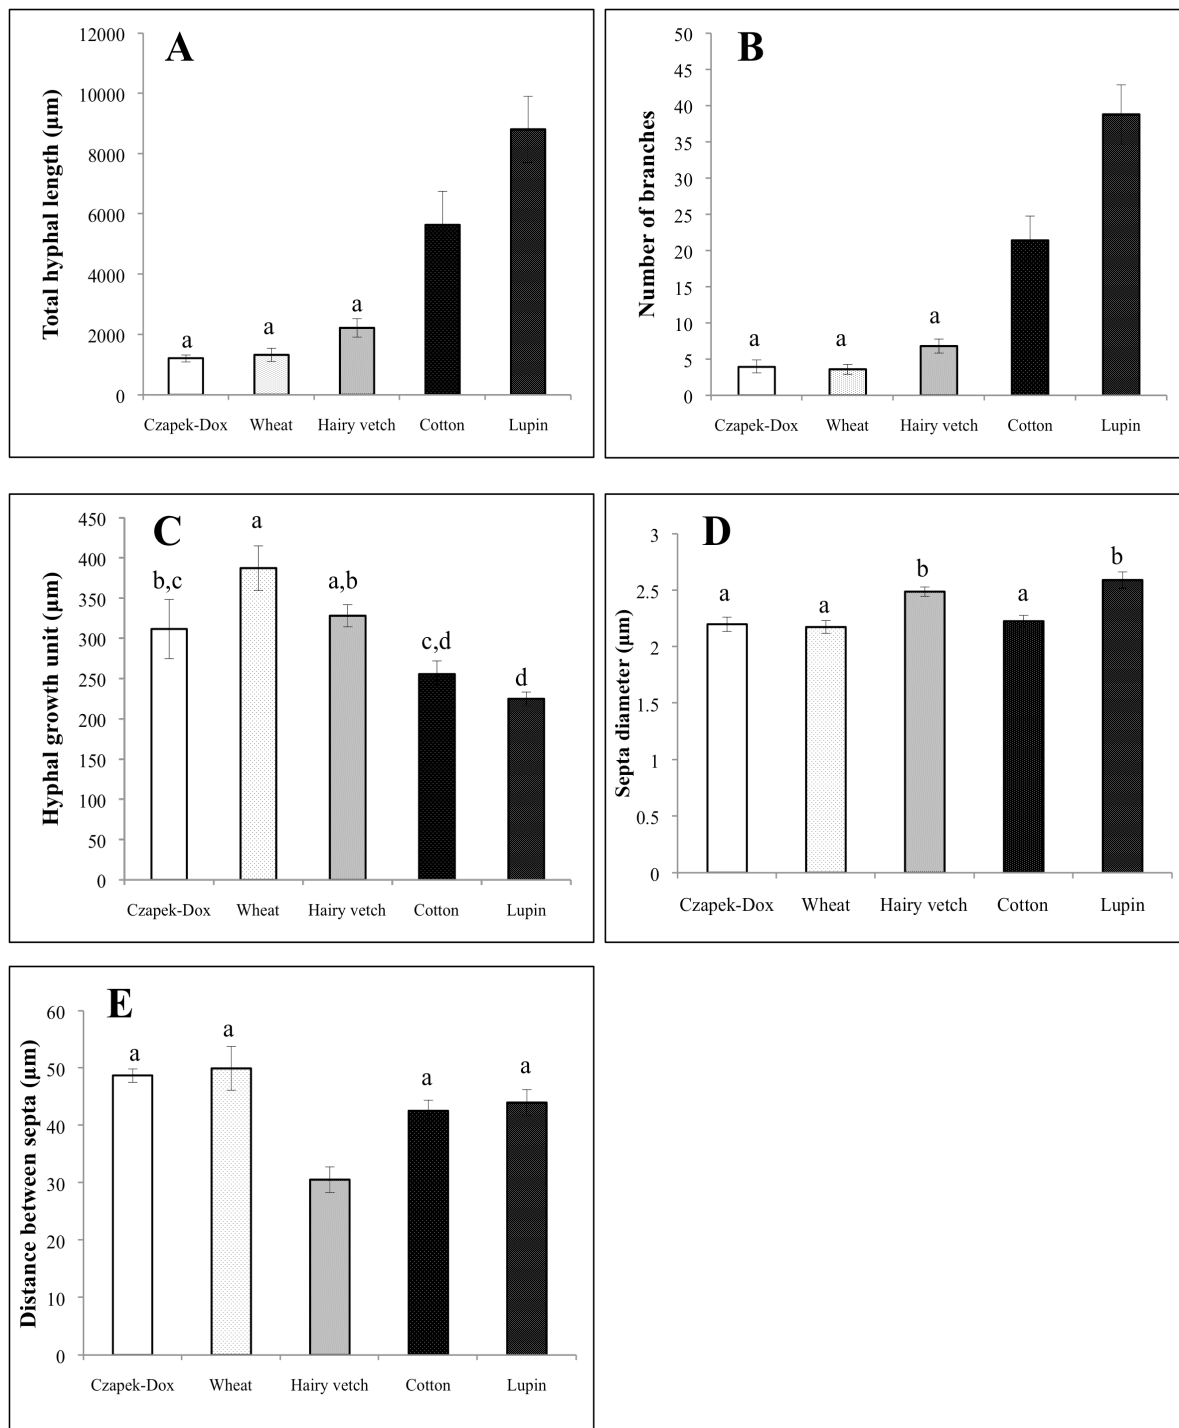 A
Total hyphal length (µm)
12000
10000
8000
6000
4000
2000
0
a
a
a
Czapek-Dox Wheat Hairy vetch Cotton Lupin
B
Number of branches
50
45
40
35
30
25
20
15
10
5
0
a
a
a
Czapek-Dox Wheat Hairy vetch Cotton Lupin
C
Hyphal growth unit (µm)
450
400
350
300
250
200
150
100
50
0
b,c
a
a,b
c,d
d
Czapek-Dox Wheat Hairy vetch Cotton Lupin
D
Septa diameter (µm)
3
2.5
2
1.5
1
0.5
0
a
a
b
a
b
Czapek-Dox Wheat Hairy vetch Cotton Lupin
E
Distance between septa (µm)
60
50
40
30
20
10
0
a
a
a
a
Czapek-Dox Wheat Hairy vetch Cotton Lupin